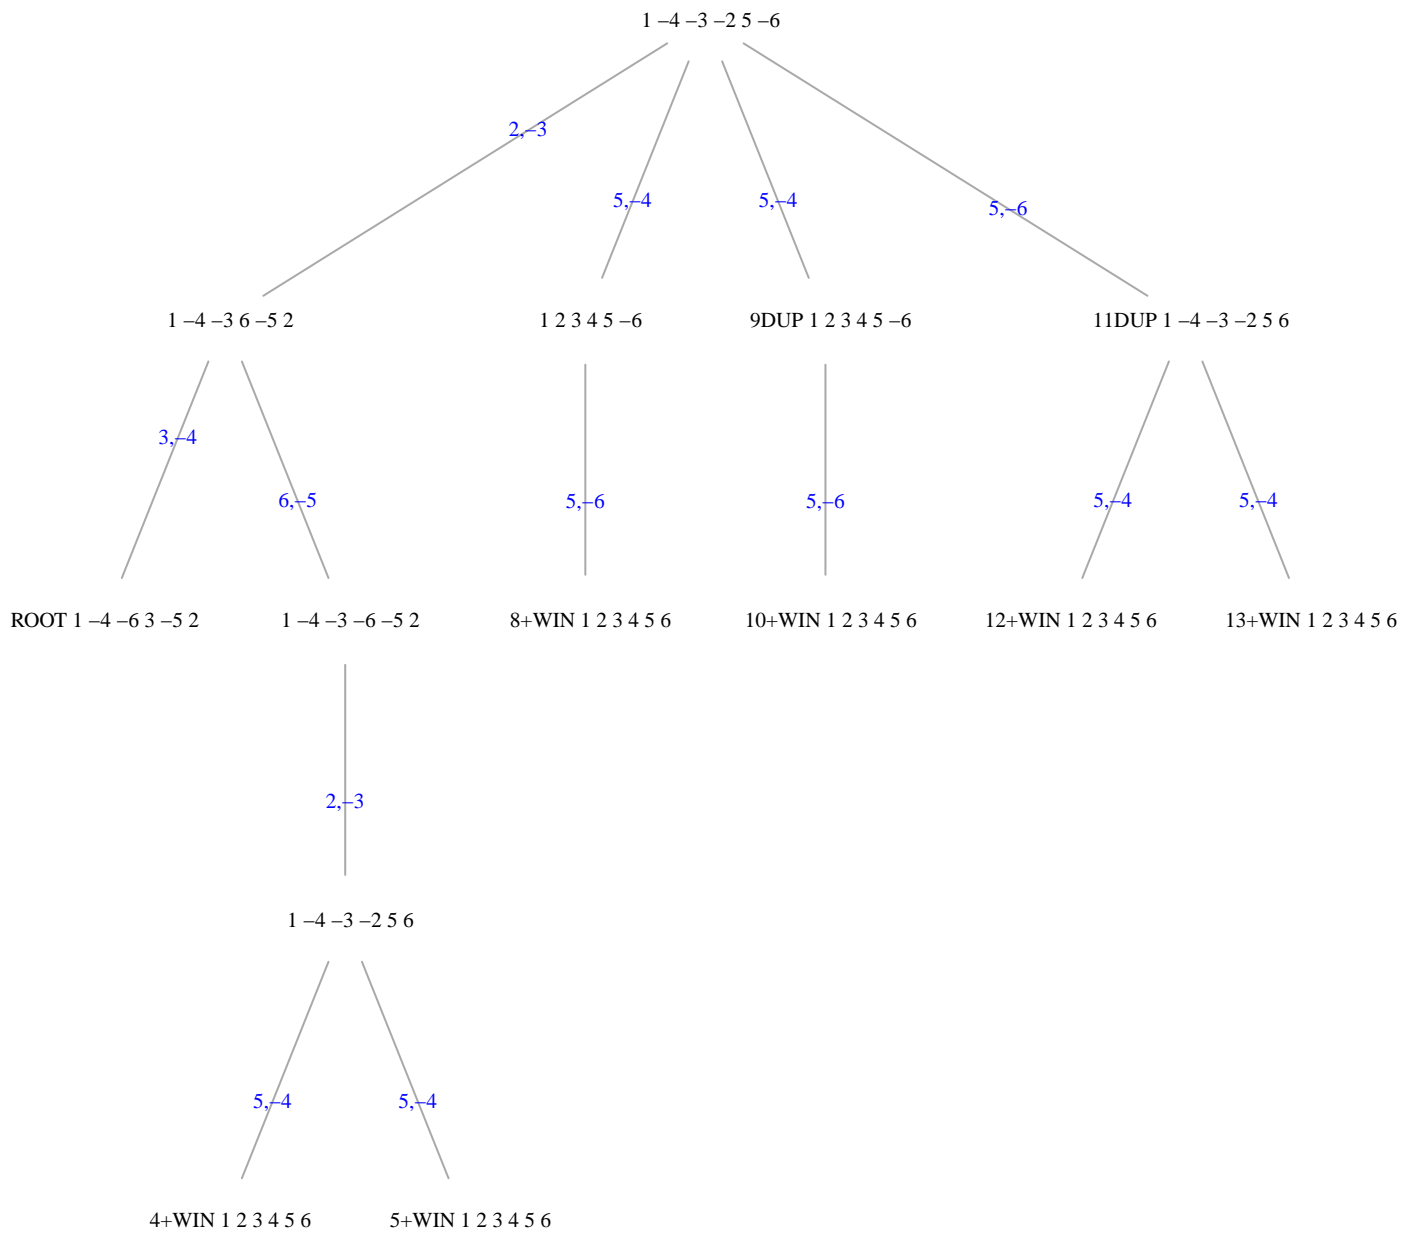 1 –4 –3 –2 5 –6
2,–3
5,–4
5,–4
5,–6
1 –4 –3 6 –5 2
1 2 3 4 5 –6
9DUP 1 2 3 4 5 –6
11DUP 1 –4 –3 –2 5 6
3,–4
6,–5
5,–6
5,–6
5,–4
5,–4
ROOT 1 –4 –6 3 –5 2
1 –4 –3 –6 –5 2
8+WIN 1 2 3 4 5 6
10+WIN 1 2 3 4 5 6
12+WIN 1 2 3 4 5 6
13+WIN 1 2 3 4 5 6
2,–3
1 –4 –3 –2 5 6
5,–4
5,–4
4+WIN 1 2 3 4 5 6
5+WIN 1 2 3 4 5 6